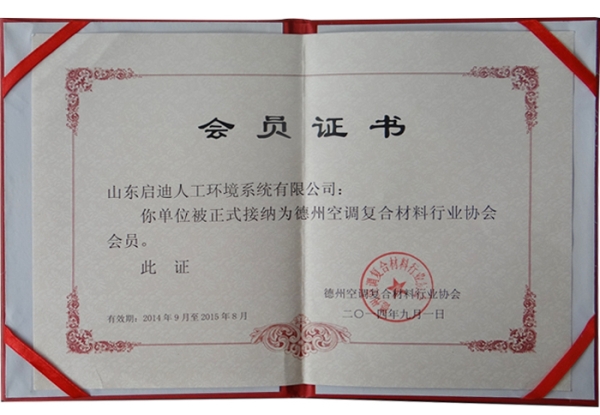 会员证书
山东启迪人工环境系统有限公司：
你单位被正式接纳为德州空调复合材料行业协会
会员。
此证
德州空调复合材料行业协会
有效期：2014年9月至2015年8月
二〇一四年九月一日